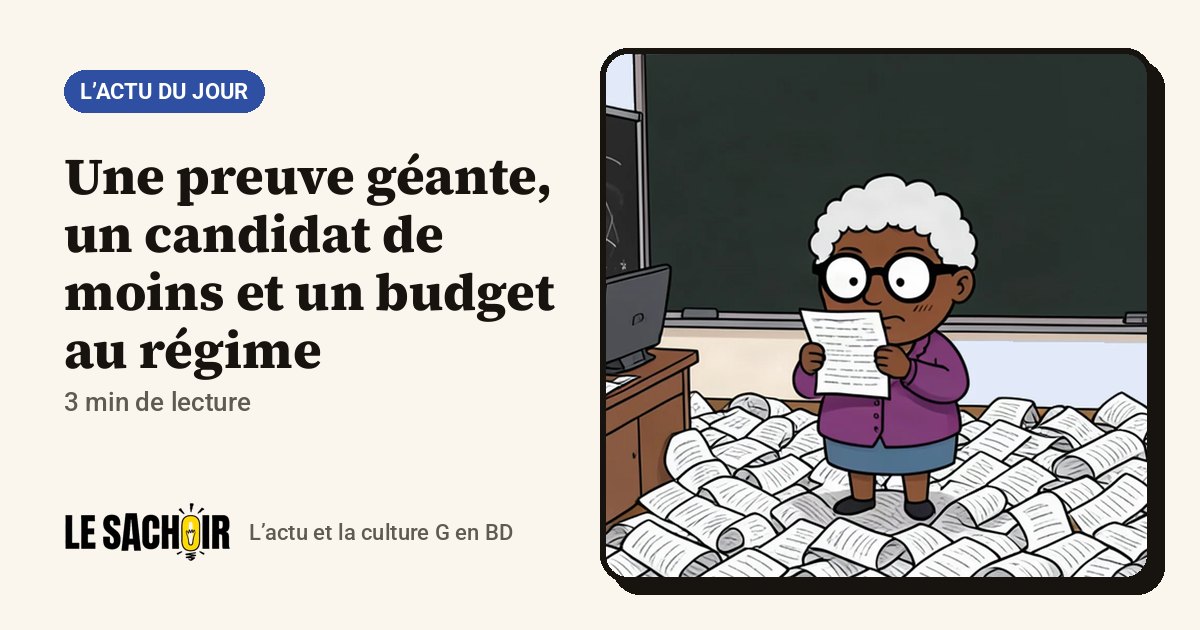 L’ACTU DU JOUR
Une preuve géante,
un candidat de
moins et un budget
au régime
3 min de lecture
LE SACHOIR
L’actu et la culture G en BD